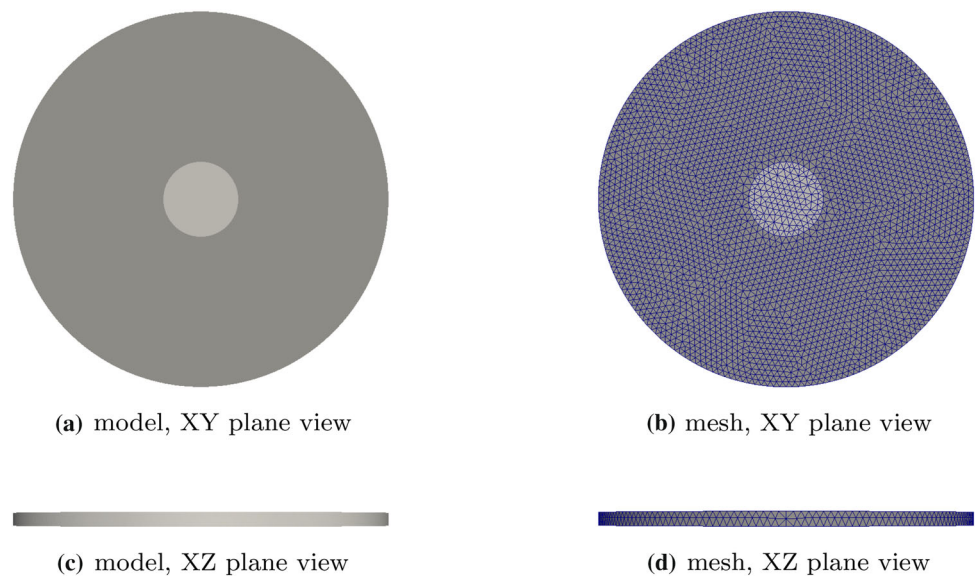 (a) model, XY plane view
(b) mesh, XY plane view
(c) model, XZ plane view
(d) mesh, XZ plane view